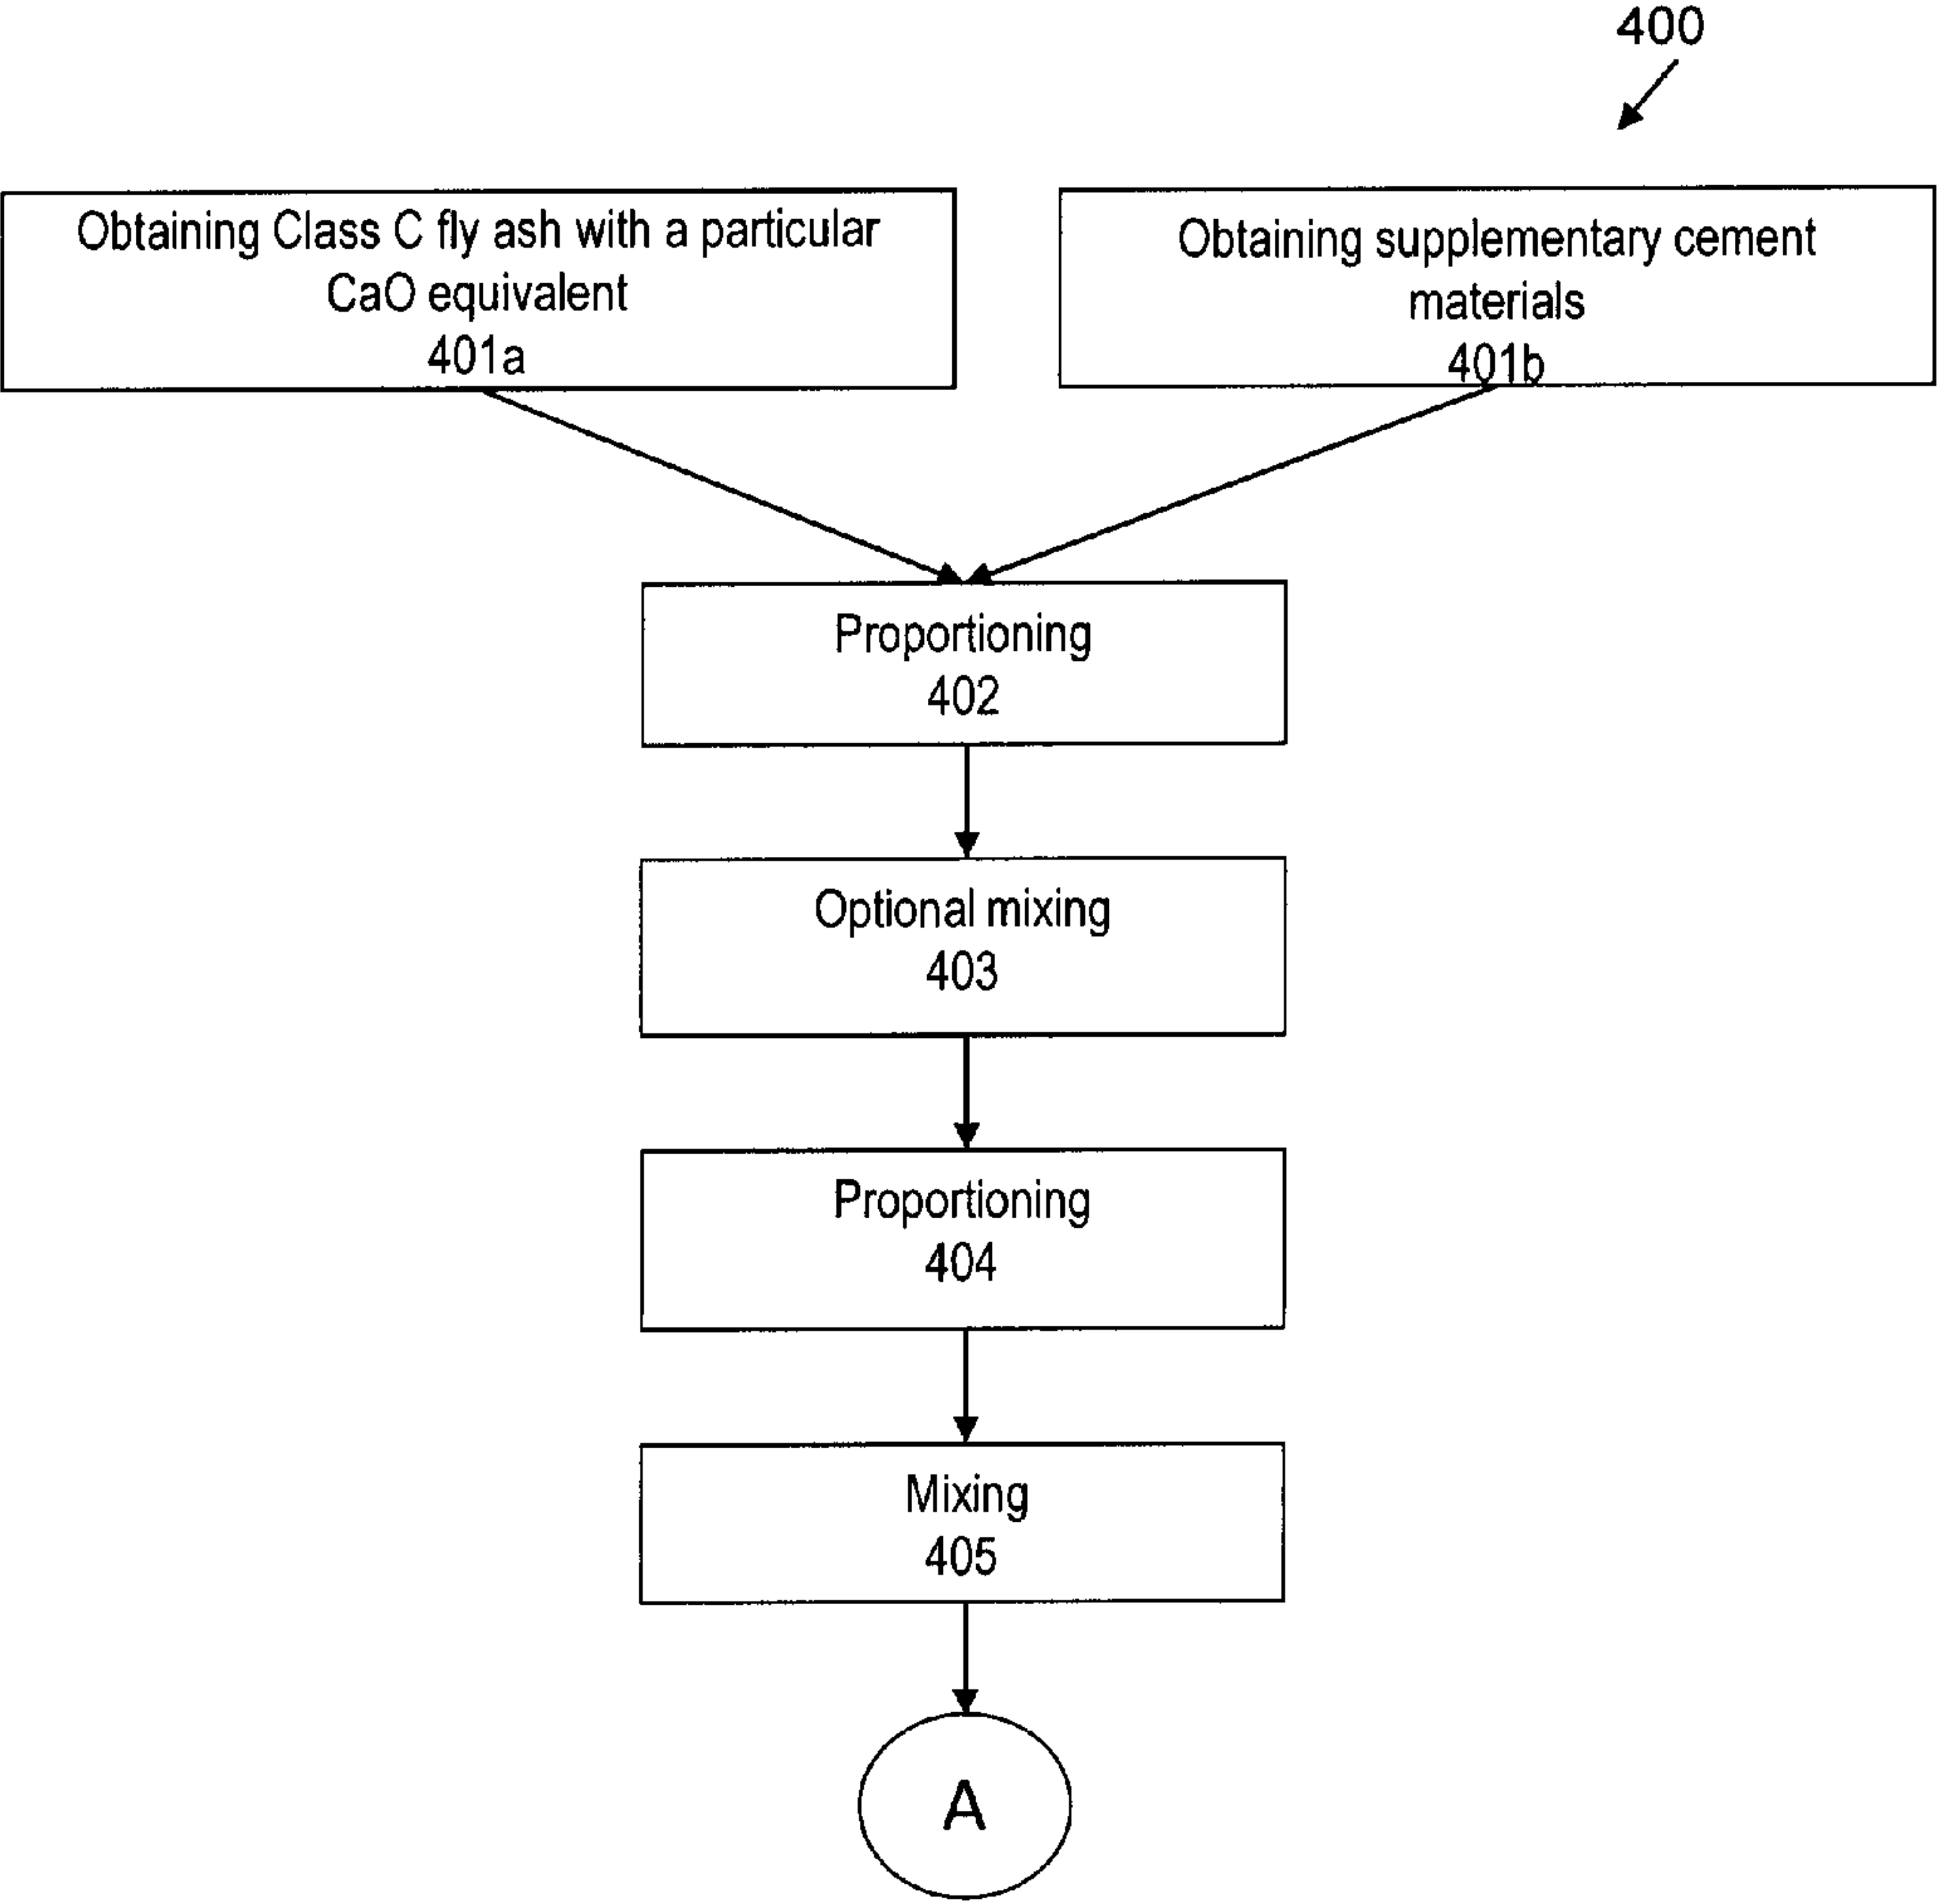 400
Obtaining Class C fly ash with a particular
CaO equivalent
401a
Obtaining supplementary cement
materials
401b
Proportioning
402
Optional mixing
403
Proportioning
404
Mixing
405
A